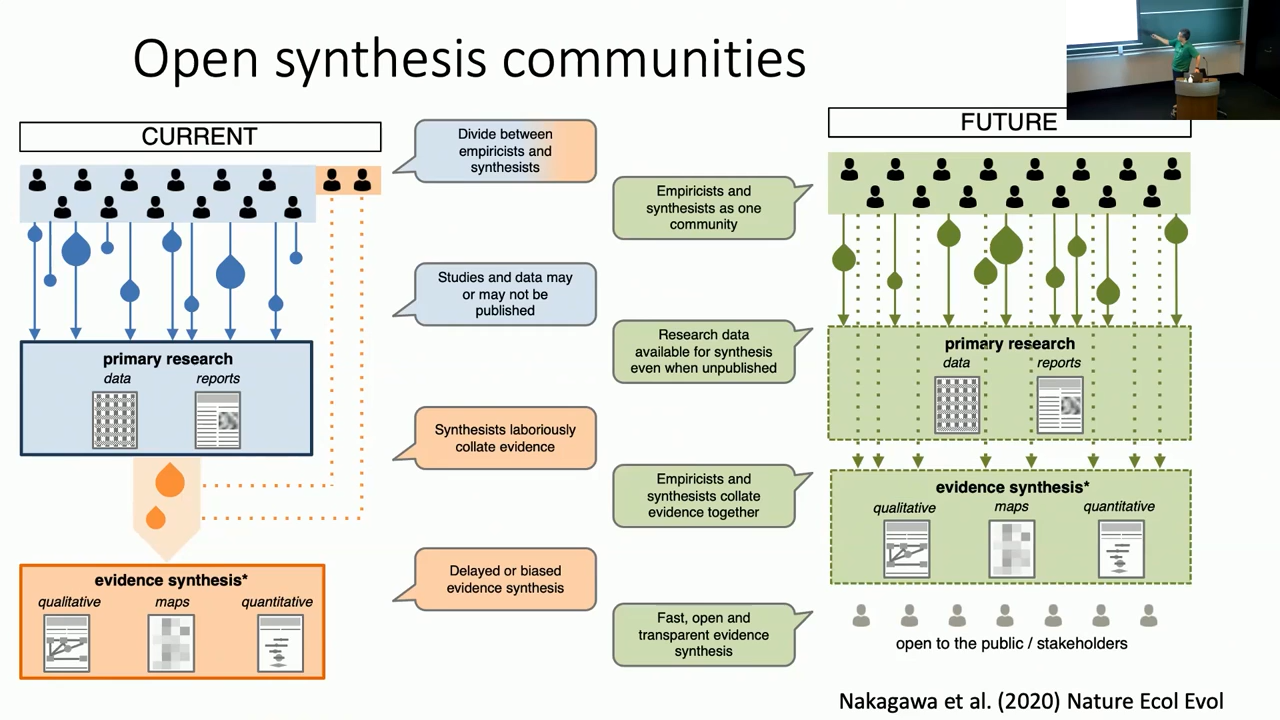 Open synthesis communities
CURRENT
Divide between
empiricists and
synthesists
Studies and data may
or may not be
published
primary research
data
reports
Synthesists laboriously
collate evidence
Delayed or biased
evidence synthesis
evidence synthesis*
qualitative
maps
quantitative
FUTURE
Empiricists and
synthesists as one
community
Research data
available for synthesis
even when unpublished
primary research
data
reports
Empiricists and
synthesists collate
evidence together
evidence synthesis*
qualitative
maps
quantitative
Fast, open and
transparent evidence
synthesis
open to the public / stakeholders
Nakagawa et al. (2020) Nature Ecol Evol